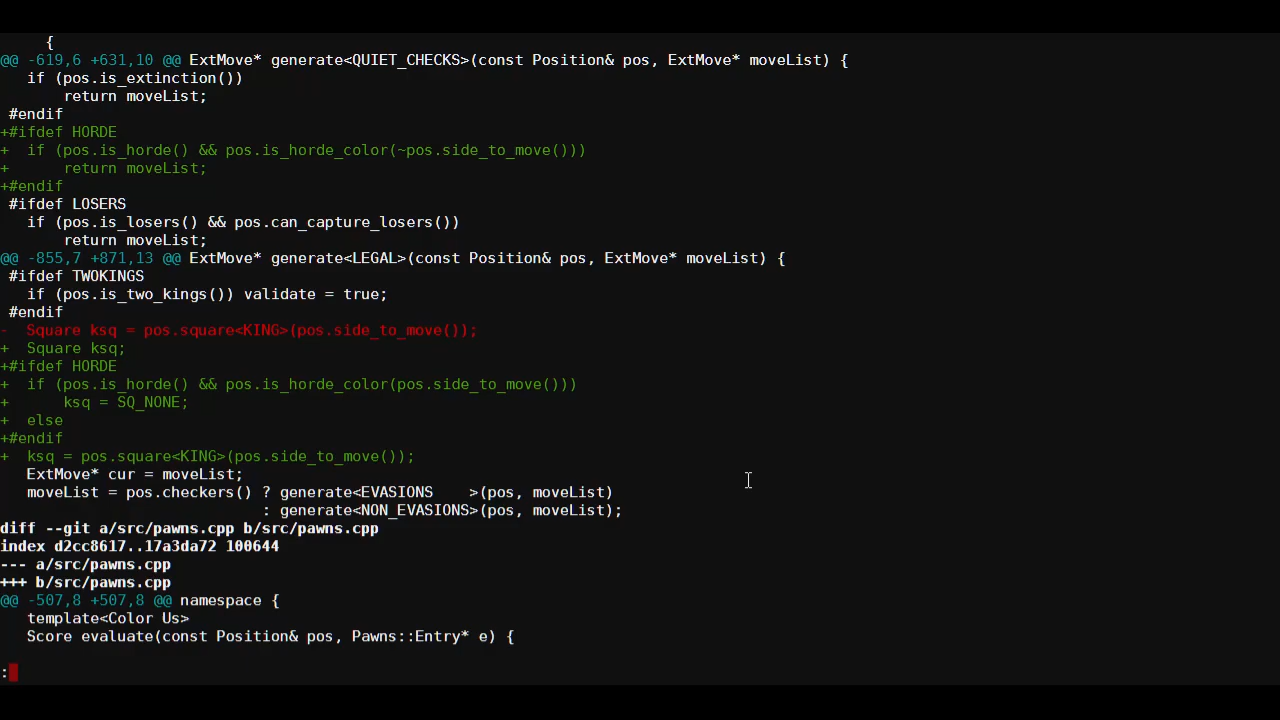 {
@@ -619,6 +631,10 @@ ExtMove* generate<QUIET_CHECKS>(const Position& pos, ExtMove* moveList) {
   if (pos.is_extinction())
       return moveList;
 #endif
+#ifdef HORDE
+  if (pos.is_horde() && pos.is_horde_color(~pos.side_to_move()))
+      return moveList;
+#endif
 #ifdef LOSERS
   if (pos.is_losers() && pos.can_capture_losers())
       return moveList;
@@ -855,7 +871,13 @@ ExtMove* generate<LEGAL>(const Position& pos, ExtMove* moveList) {
 #ifdef TWOKINGS
   if (pos.is_two_kings()) validate = true;
 #endif
-  Square ksq = pos.square<KING>(pos.side_to_move());
+  Square ksq;
+#ifdef HORDE
+  if (pos.is_horde() && pos.is_horde_color(pos.side_to_move()))
+      ksq = SQ_NONE;
+  else
+#endif
+  ksq = pos.square<KING>(pos.side_to_move());
   ExtMove* cur = moveList;
   moveList = pos.checkers() ? generate<EVASIONS    >(pos, moveList)
                             : generate<NON_EVASIONS>(pos, moveList);
diff --git a/src/pawns.cpp b/src/pawns.cpp
index d2cc8617..17a3da72 100644
--- a/src/pawns.cpp
+++ b/src/pawns.cpp
@@ -507,8 +507,8 @@ namespace {
   template<Color Us>
   Score evaluate(const Position& pos, Pawns::Entry* e) {
: